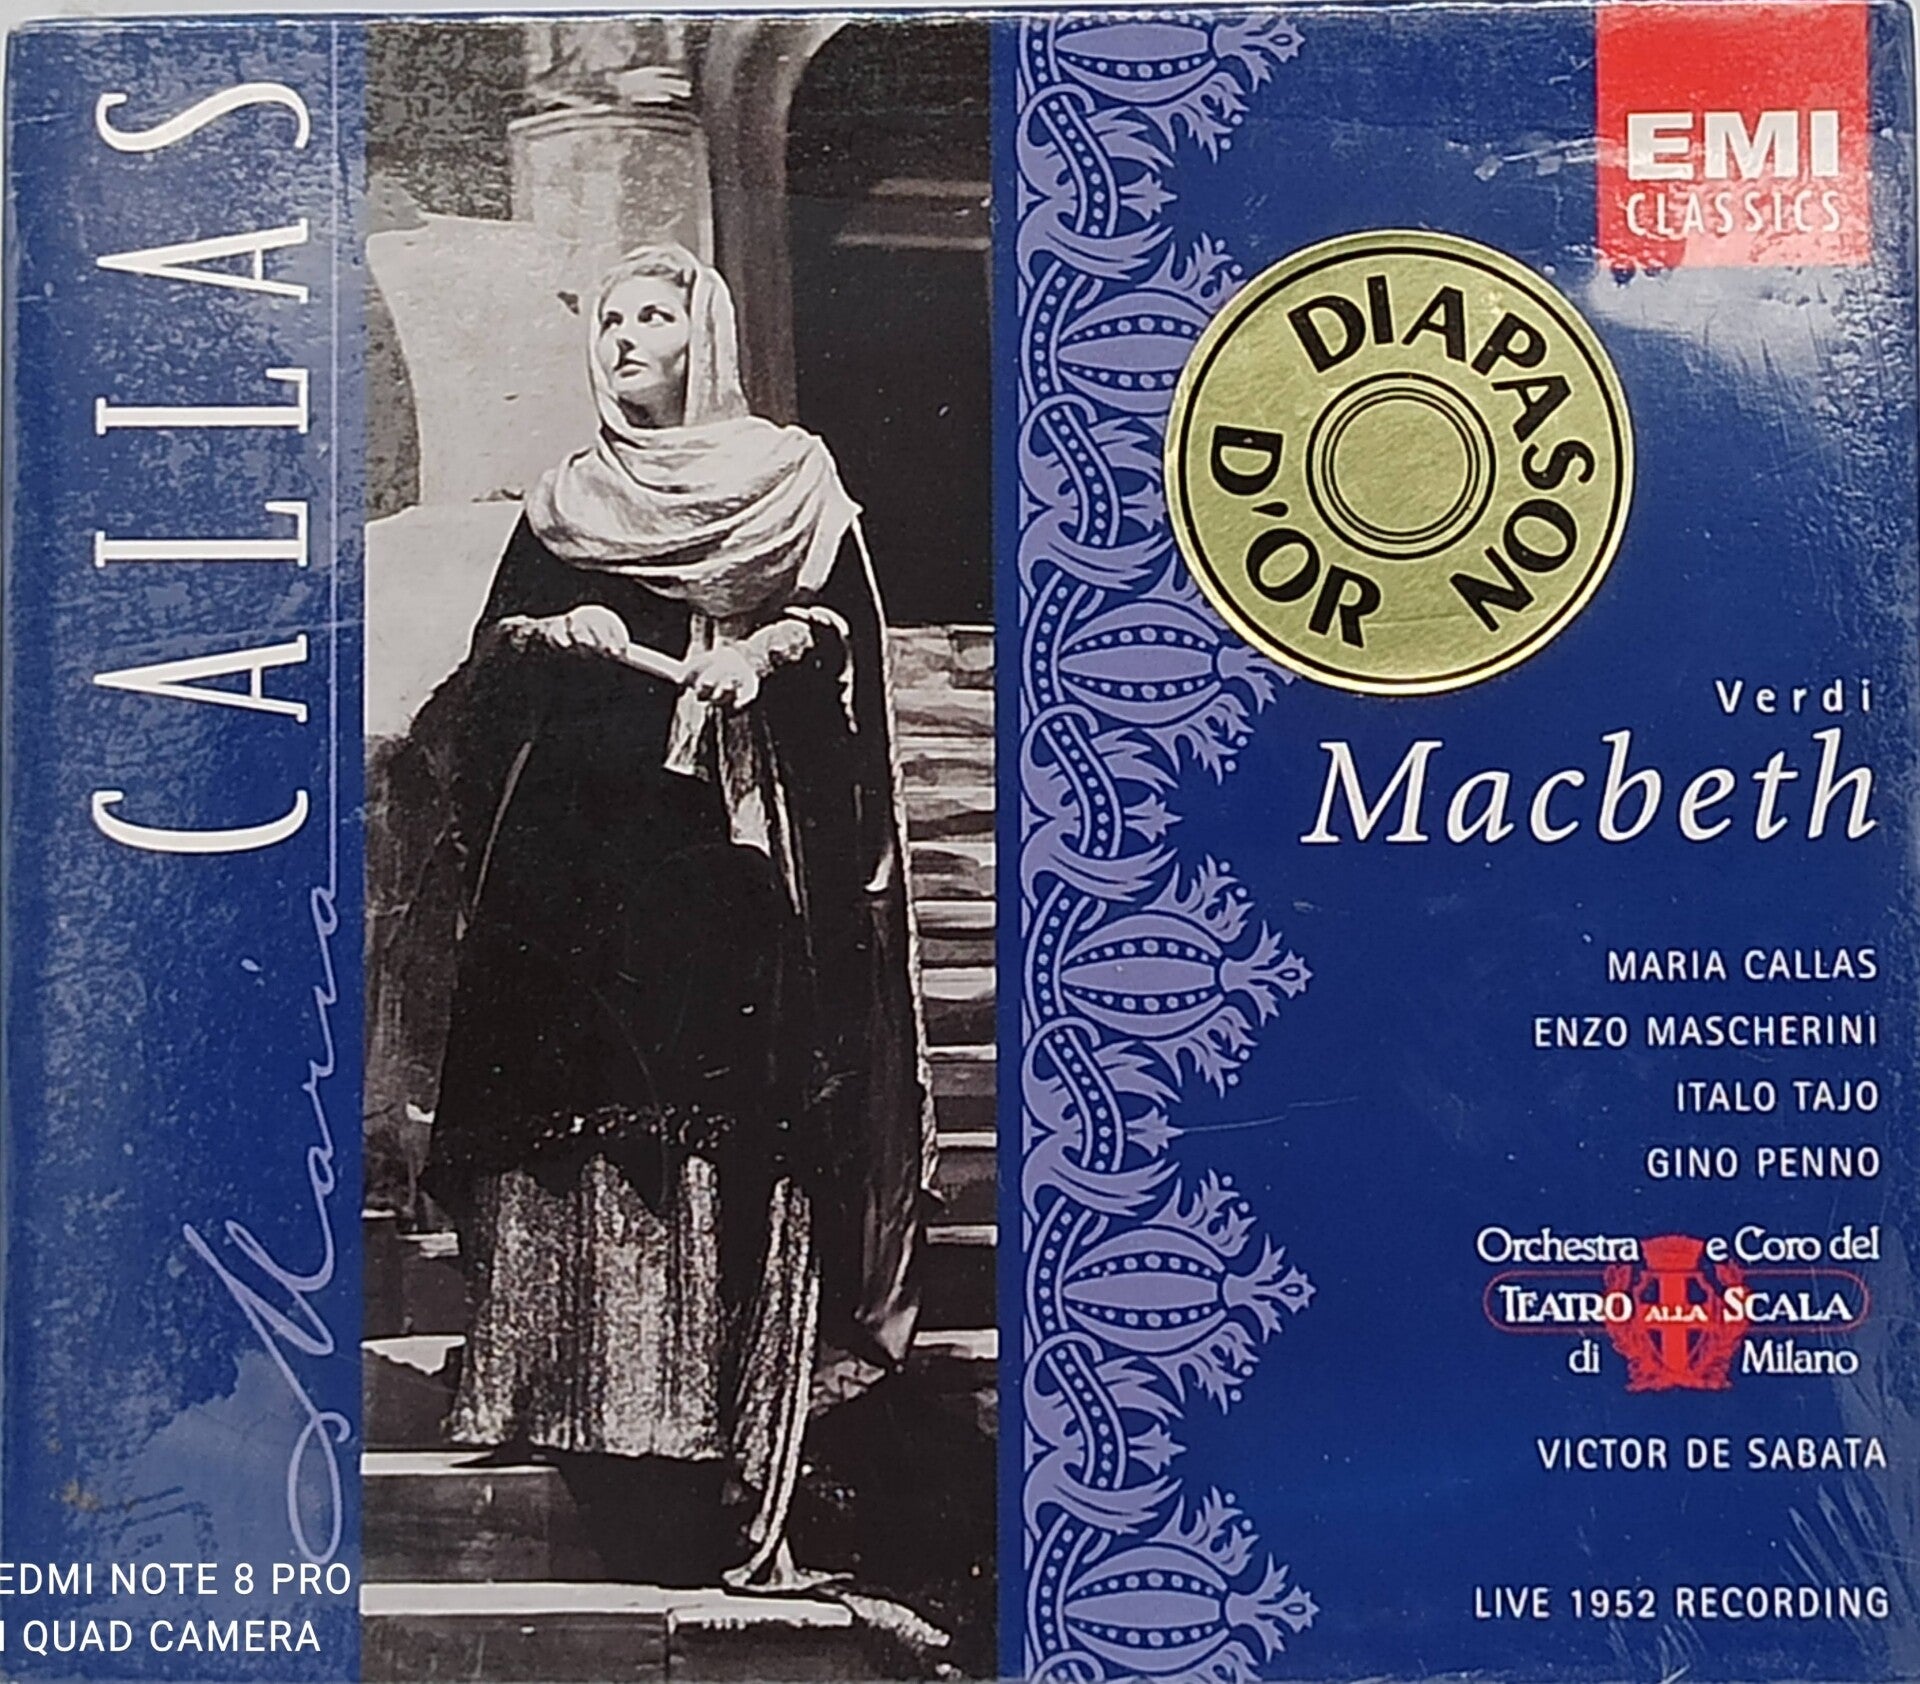 CALLAS
Maria
EMI
CLASSICS
DIAPASON
D'OR
Verdi
Macbeth
MARIA CALLAS
ENZO MASCHERINI
ITALO TAJO
GINO PENNO
Orchestra e Coro del
TEATRO ALLA SCALA
di Milano
VICTOR DE SABATA
LIVE 1952 RECORDING
EDMI NOTE 8 PRO
I QUAD CAMERA